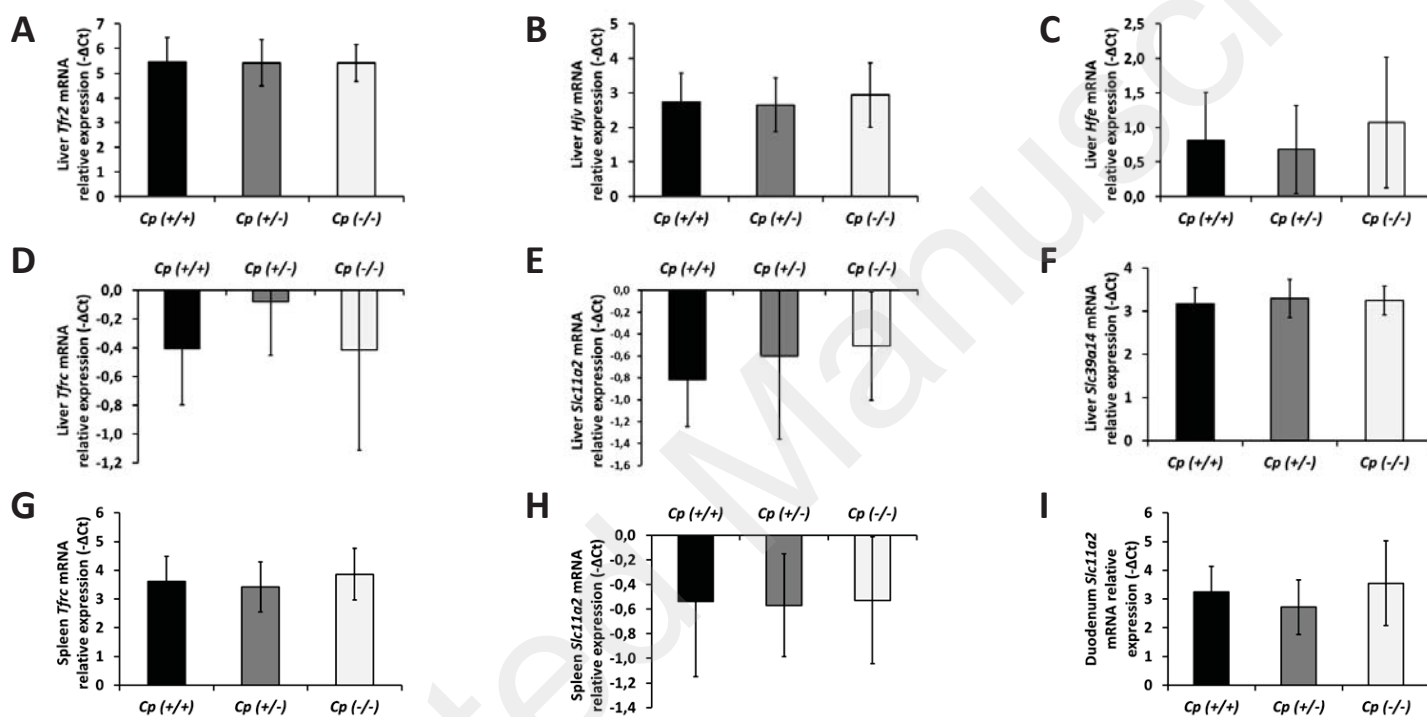 A
Liver Tfr2 mRNA
relative expression (-ΔCt)
7
6
5
4
3
2
1
0
Cp (+/+) Cp (+/-) Cp (-/-)
B
Liver Hjv mRNA
relative expression (-ΔCt)
5
4
3
2
1
0
Cp (+/+) Cp (+/-) Cp (-/-)
C
Liver Hfe mRNA
relative expression (-ΔCt)
2,5
2,0
1,5
1,0
0,5
0,0
Cp (+/+) Cp (+/-) Cp (-/-)
D
Liver Tfrc mRNA
relative expression (-ΔCt)
Cp (+/+) Cp (+/-) Cp (-/-)
0,0
-0,2
-0,4
-0,6
-0,8
-1,0
-1,2
E
Liver Slc11a2 mRNA
relative expression (-ΔCt)
Cp (+/+) Cp (+/-) Cp (-/-)
0,0
-0,2
-0,4
-0,6
-0,8
-1,0
-1,2
-1,4
-1,6
F
Liver Slc39a14 mRNA
relative expression (-ΔCt)
4
3
2
1
0
Cp (+/+) Cp (+/-) Cp (-/-)
G
Spleen Tfrc mRNA
relative expression (-ΔCt)
6
5
4
3
2
1
0
Cp (+/+) Cp (+/-) Cp (-/-)
H
Spleen Slc11a2 mRNA
relative expression (-ΔCt)
Cp (+/+) Cp (+/-) Cp (-/-)
0,0
-0,2
-0,4
-0,6
-0,8
-1,0
-1,2
-1,4
I
Duodenum Slc11a2
mRNA relative
expression (-ΔCt)
6
5
4
3
2
1
0
Cp (+/+) Cp (+/-) Cp (-/-)
ted Manusc